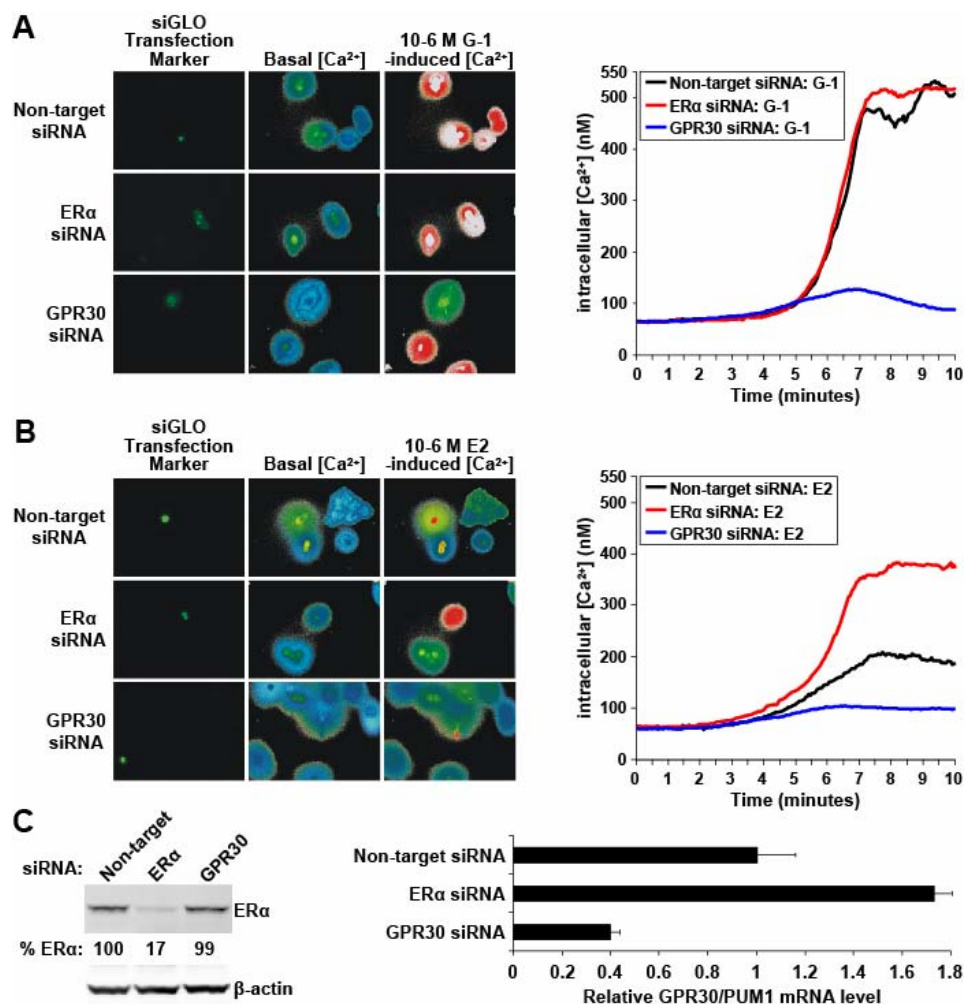 A
siGLO
Transfection
Marker
Basal [Ca²⁺]
10-6 M G-1
-induced [Ca²⁺]
Non-target
siRNA
ERα
siRNA
GPR30
siRNA
550
500
400
300
200
100
0
intracellular [Ca²⁺] (nM)
Non-target siRNA: G-1
ERα siRNA: G-1
GPR30 siRNA: G-1
0 1 2 3 4 5 6 7 8 9 10
Time (minutes)
B
siGLO
Transfection
Marker
Basal [Ca²⁺]
10-6 M E2
-induced [Ca²⁺]
Non-target
siRNA
ERα
siRNA
GPR30
siRNA
550
500
400
300
200
100
0
intracellular [Ca²⁺] (nM)
Non-target siRNA: E2
ERα siRNA: E2
GPR30 siRNA: E2
0 1 2 3 4 5 6 7 8 9 10
Time (minutes)
C
siRNA: Non-target ERα GPR30
ERα
% ERα: 100 17 99
β-actin
Non-target siRNA
ERα siRNA
GPR30 siRNA
0 0.2 0.4 0.6 0.8 1 1.2 1.4 1.6 1.8
Relative GPR30/PUM1 mRNA level